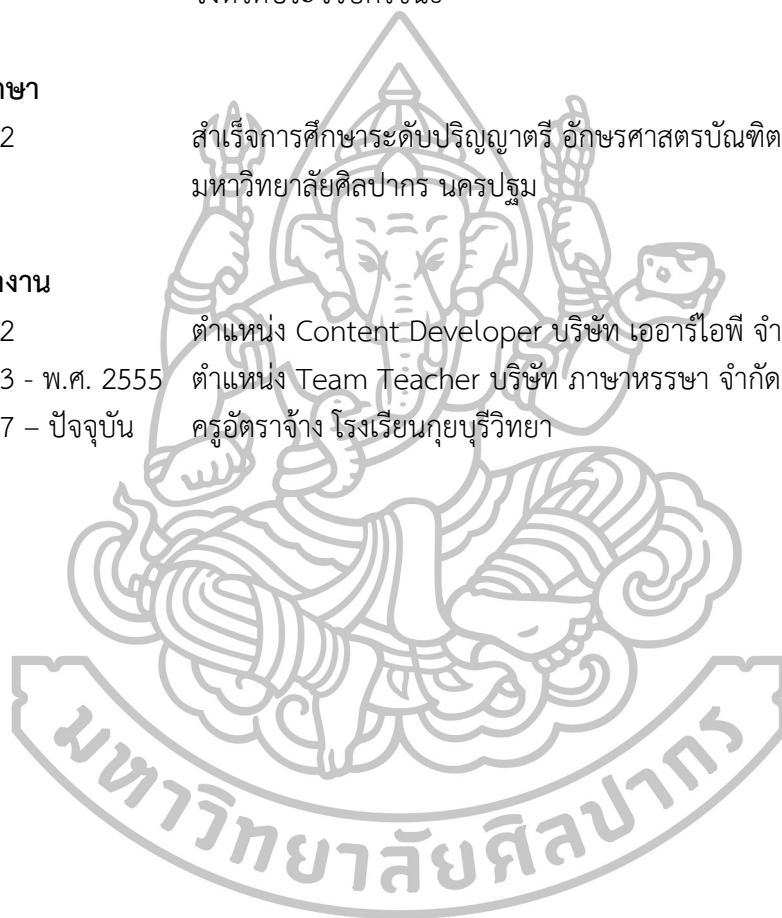 2 สำเร็จการศึกษาระดับปริญญาตรี อักษรศาสตรบัณฑิต
มหาวิทยาลัยศิลปากร นครปฐม
2 ตำแหน่ง Content Developer บริษัท เออาร์ไอพี
3 - พ.ศ. 2555 ตำแหน่ง Team Teacher บริษัท ภาษาหรรษา จำกัด
7 – ปัจจุบัน ครูอัตราจ้าง โรงเรียนกุยบุรีวิทยา
มหาวิทยาลัยศิลปากร